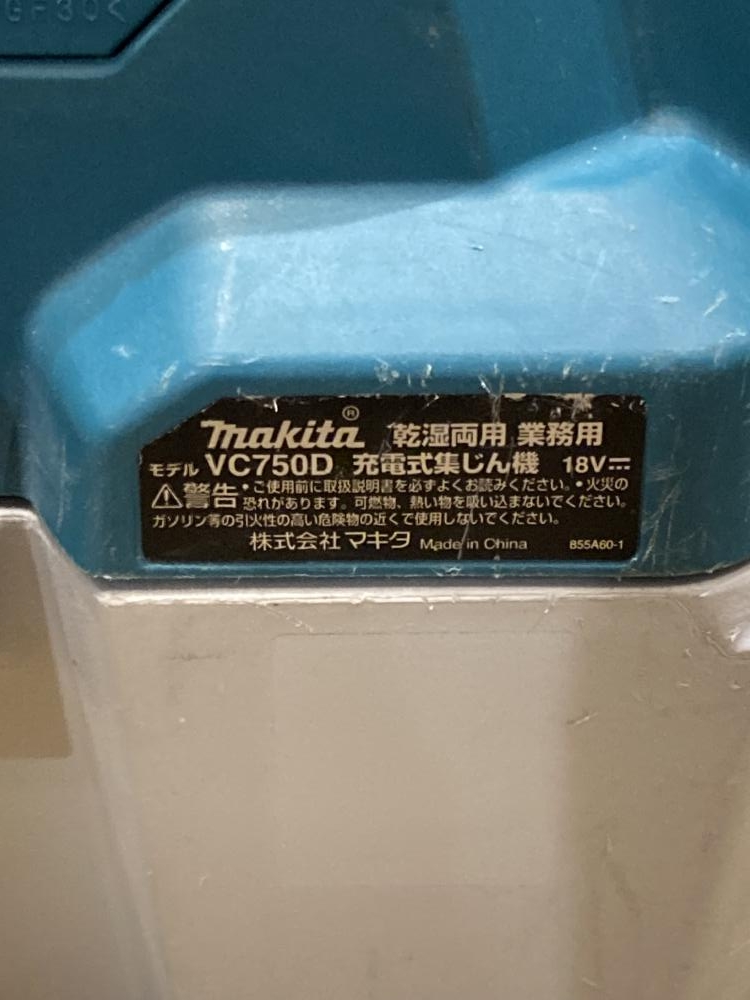 GF30<
makita® 乾湿両用 業務用
モデル VC750D 充電式集じん機 18V⎓
⚠警告 •ご使用前に取扱説明書を必ずよくお読みください。•火災の
恐れがあります。可燃物、熱い物を吸い込まないでください。
ガソリン等の引火性の高い危険物の近くで使用しないでください。
株式会社 マキタ Made in China 855A60-1